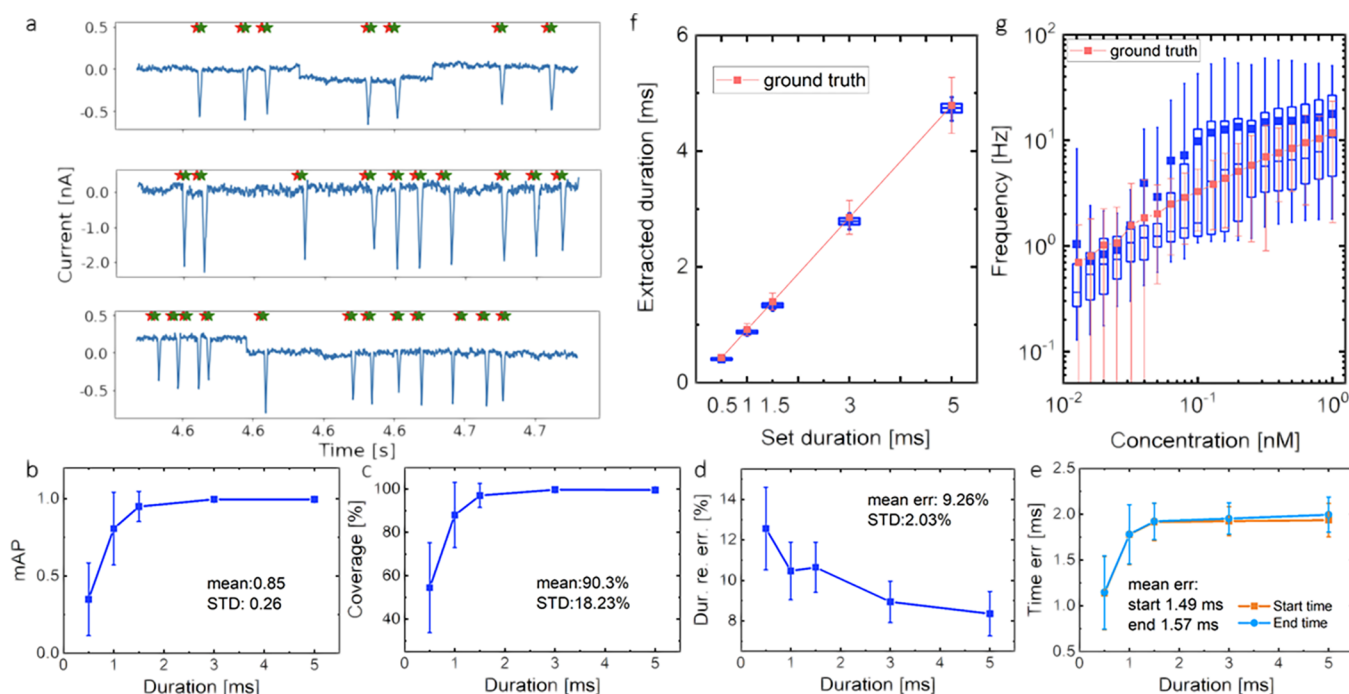 a
0.5
0.0
-0.5
0.0
-1.0
-2.0
0.5
0.0
-0.5
Current [nA]
4.6 4.6 4.6 4.6 4.7 4.7
Time [s]
f
6
4
2
0
Extracted duration [ms]
ground truth
0.5 1 1.5 3 5
Set duration [ms]
g
10²
10¹
10⁰
10⁻¹
Frequency [Hz]
ground truth
10⁻² 10⁻¹ 10⁰
Concentration [nM]
b
1.0
0.5
0.0
mAP
mean:0.85
STD: 0.26
0 1 2 3 4 5
Duration [ms]
c
100
80
60
40
Coverage [%]
mean:90.3%
STD:18.23%
0 1 2 3 4 5
Duration [ms]
d
14
12
10
8
Dur. re. err. [%]
mean err: 9.26%
STD:2.03%
0 1 2 3 4 5
Duration [ms]
e
2.5
2.0
1.5
1.0
0.5
Time err [ms]
mean err:
start 1.49 ms
end 1.57 ms
Start time
End time
0 1 2 3 4 5
Duration [ms]